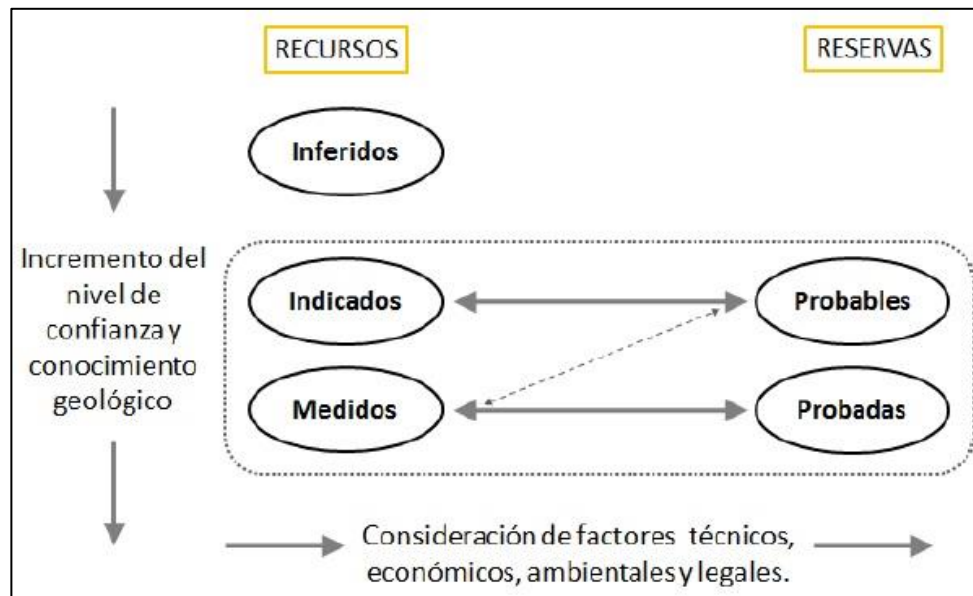 RECURSOS
RESERVAS
Inferidos
Incremento del
nivel de
confianza y
conocimiento
geológico
Indicados
Probables
Medidos
Probadas
Consideración de factores técnicos,
económicos, ambientales y legales.